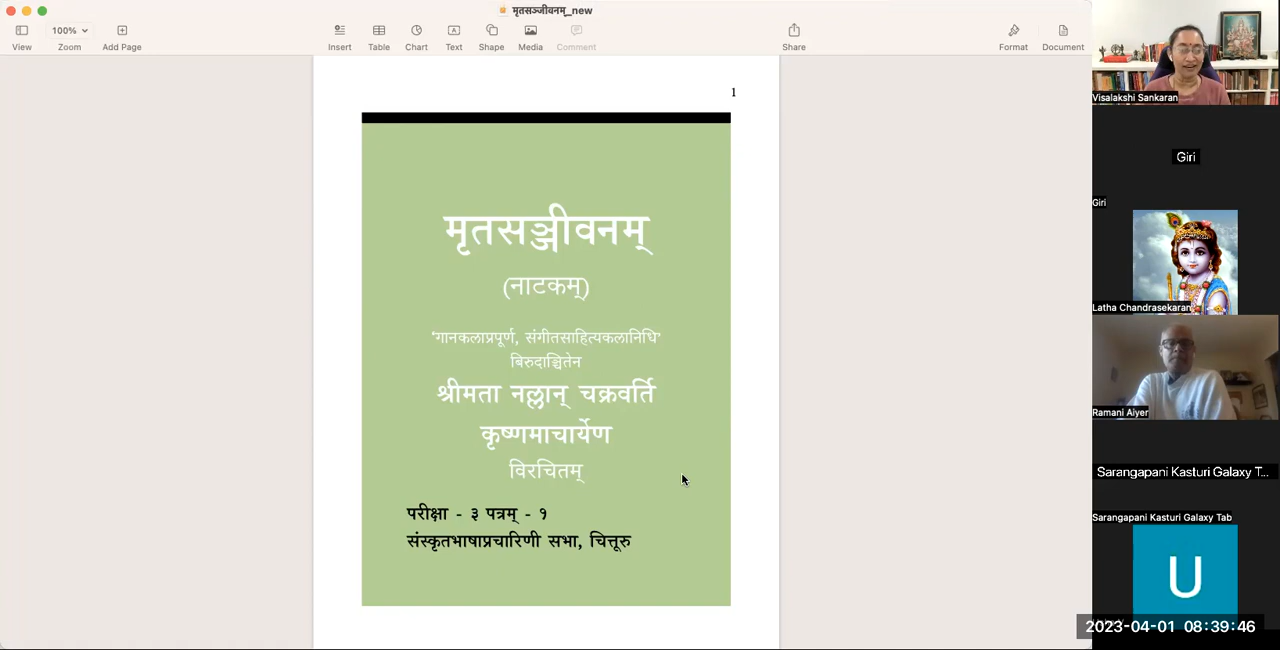 मृतसञ्जीवनम्_new
100%
View
Zoom
Add Page
Insert
Table
Chart
Text
Shape
Media
Comment
Share
Format
Document
1
मृतसञ्जीवनम्
(नाटकम्)
‘गानकलाप्रपूर्ण, संगीतसाहित्यकलानिधि’
बिरुदाञ्चितेन
श्रीमता नल्लान् चक्रवर्ति
कृष्णमाचार्येण
विरचितम्
परीक्षा - ३ पत्रम् - १
संस्कृतभाषाप्रचारिणी सभा, चित्तूरु
Visalakshi Sankaran
Giri
Giri
Latha Chandrasekaran
Ramani Aiyer
Sarangapani Kasturi Galaxy T...
Sarangapani Kasturi Galaxy Tab
U
2023-04-01 08:39:46